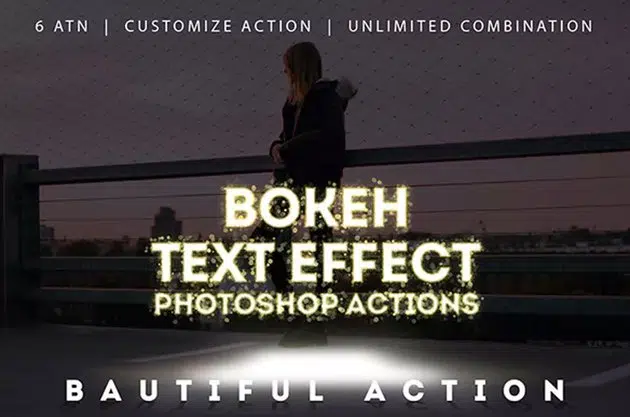 6 ATN | CUSTOMIZE ACTION | UNLIMITED COMBINATION
BOKEH
TEXT EFFECT
PHOTOSHOP ACTIONS
BAUTIFUL ACTION